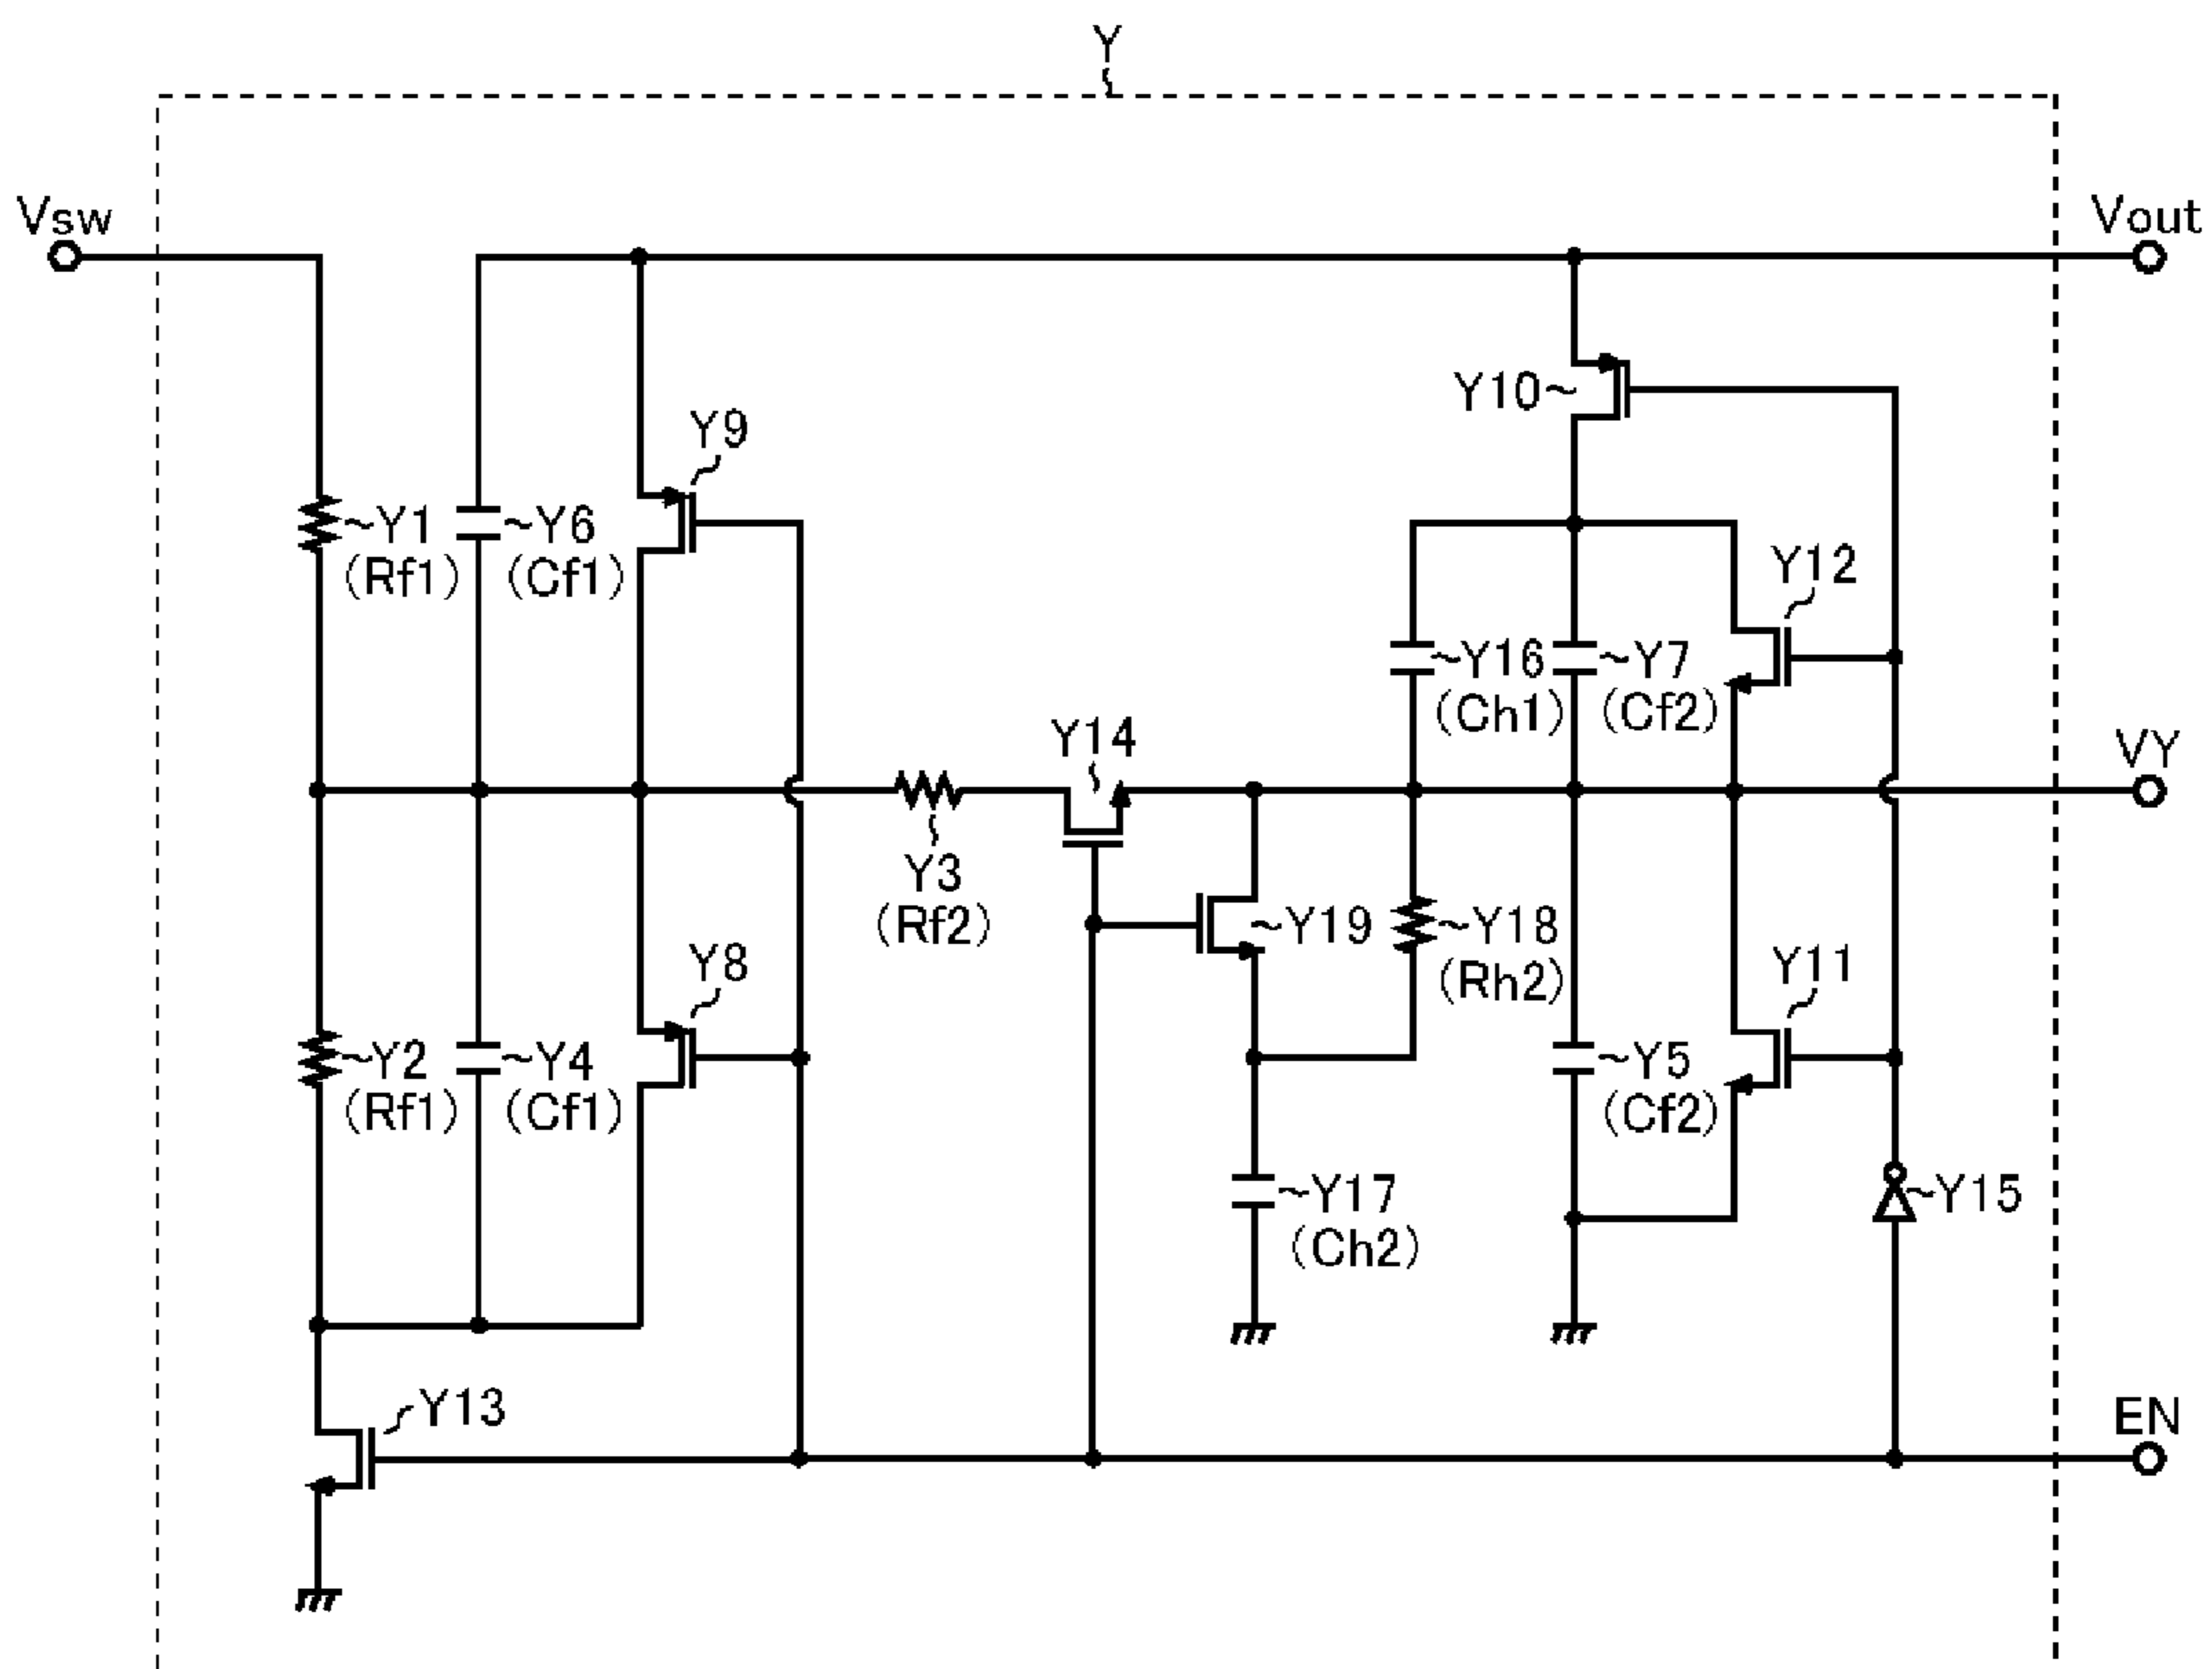 Y
Vsw
Vout
Y10
Y9
~Y1
(Rf1)
~Y6
(Cf1)
Y12
~Y16
(Ch1)
~Y7
(Cf2)
Y14
VY
Y3
(Rf2)
~Y19
~Y18
(Rh2)
Y8
Y11
~Y2
(Rf1)
~Y4
(Cf1)
~Y5
(Cf2)
~Y17
(Ch2)
~Y15
Y13
EN